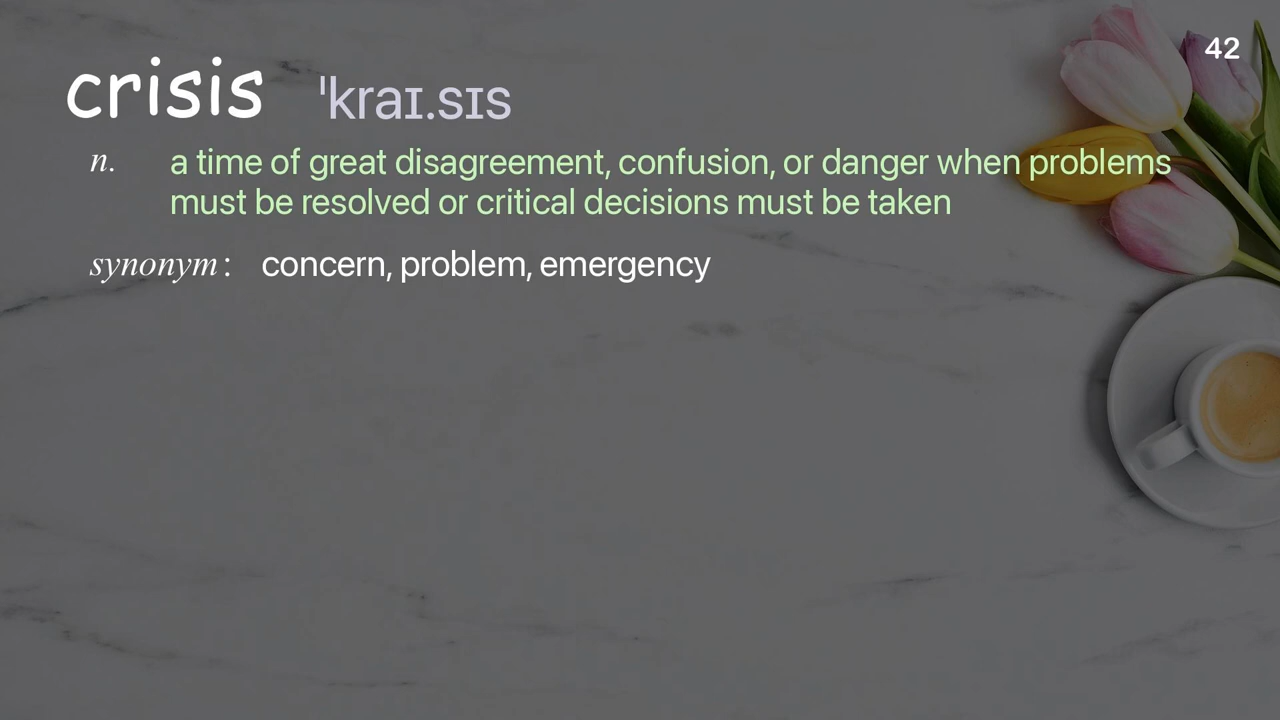 42
crisis ˈkraɪ.sɪs
n. a time of great disagreement, confusion, or danger when problems
must be resolved or critical decisions must be taken
synonym: concern, problem, emergency